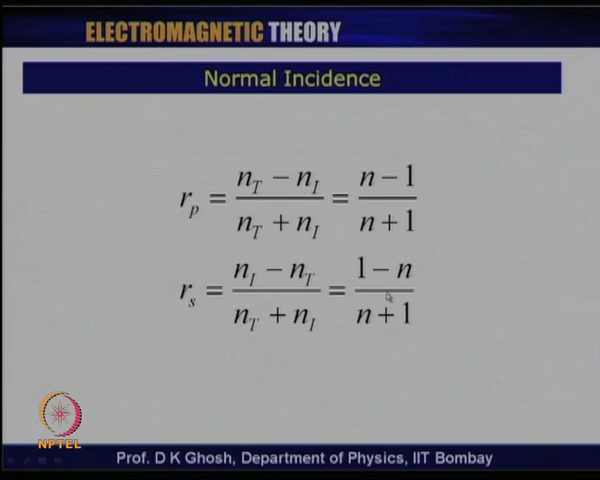 ELECTROMAGNETIC THEORY
Normal Incidence
r_p = (n_T − n_I)/(n_T + n_I) = (n − 1)/(n + 1)
r_s = (n_I − n_T)/(n_T + n_I) = (1 − n)/(n + 1)
NPTEL
Prof. D K Ghosh, Department of Physics, IIT Bombay